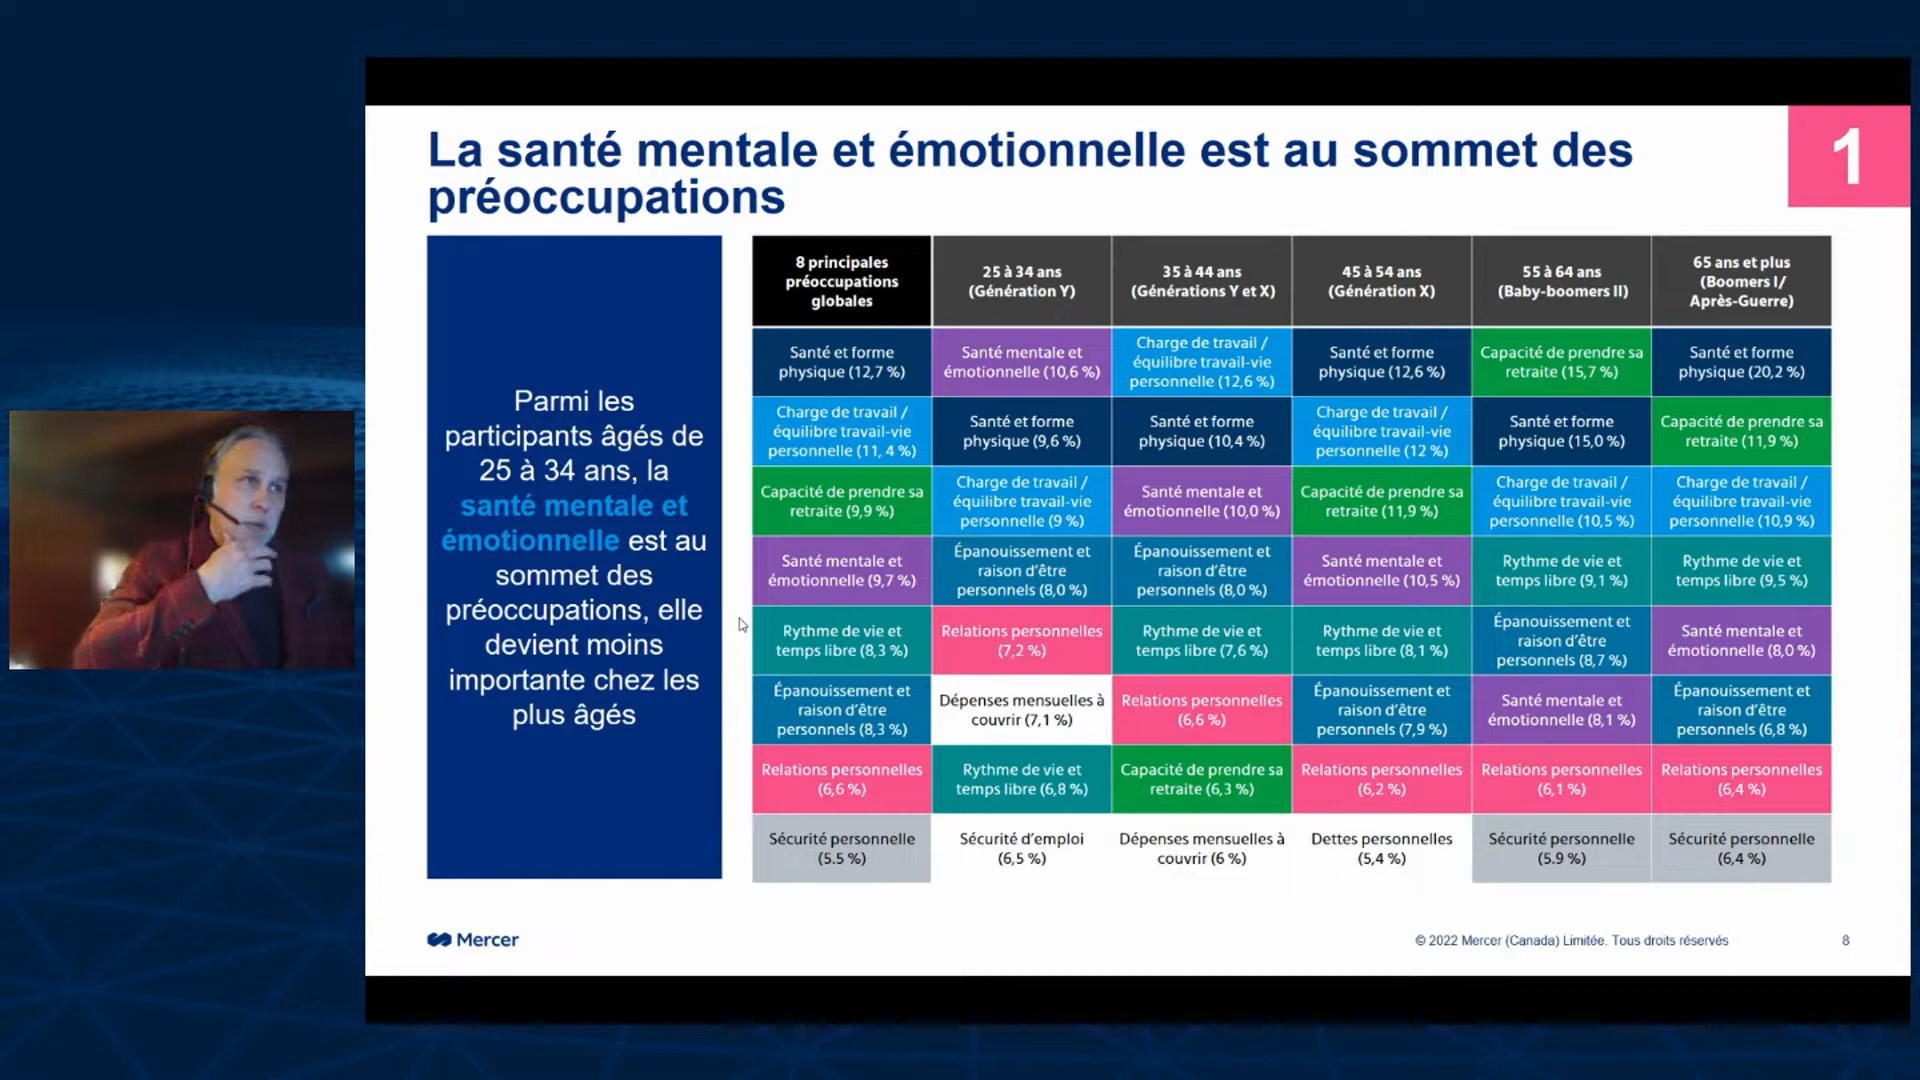 La santé mentale et émotionnelle est au sommet des
préoccupations
1
Parmi les
participants âgés de
25 à 34 ans, la
santé mentale et
émotionnelle est au
sommet des
préoccupations, elle
devient moins
importante chez les
plus âgés
8 principales
préoccupations
globales
25 à 34 ans
(Génération Y)
35 à 44 ans
(Générations Y et X)
45 à 54 ans
(Génération X)
55 à 64 ans
(Baby-boomers II)
65 ans et plus
(Boomers I/
Après-Guerre)
Santé et forme
physique (12,7 %)
Santé mentale et
émotionnelle (10,6 %)
Charge de travail /
équilibre travail-vie
personnelle (12,6 %)
Santé et forme
physique (12,6 %)
Capacité de prendre sa
retraite (15,7 %)
Santé et forme
physique (20,2 %)
Charge de travail /
équilibre travail-vie
personnelle (11, 4 %)
Santé et forme
physique (9,6 %)
Santé et forme
physique (10,4 %)
Charge de travail /
équilibre travail-vie
personnelle (12 %)
Santé et forme
physique (15,0 %)
Capacité de prendre sa
retraite (11,9 %)
Capacité de prendre sa
retraite (9,9 %)
Charge de travail /
équilibre travail-vie
personnelle (9 %)
Santé mentale et
émotionnelle (10,0 %)
Capacité de prendre sa
retraite (11,9 %)
Charge de travail /
équilibre travail-vie
personnelle (10,5 %)
Charge de travail /
équilibre travail-vie
personnelle (10,9 %)
Santé mentale et
émotionnelle (9,7 %)
Épanouissement et
raison d’être
personnels (8,0 %)
Épanouissement et
raison d’être
personnels (8,0 %)
Santé mentale et
émotionnelle (10,5 %)
Rythme de vie et
temps libre (9,1 %)
Rythme de vie et
temps libre (9,5 %)
Rythme de vie et
temps libre (8,3 %)
Relations personnelles
(7,2 %)
Rythme de vie et
temps libre (7,6 %)
Rythme de vie et
temps libre (8,1 %)
Épanouissement et
raison d’être
personnels (8,7 %)
Santé mentale et
émotionnelle (8,0 %)
Épanouissement et
raison d’être
personnels (8,3 %)
Dépenses mensuelles à
couvrir (7,1 %)
Relations personnelles
(6,6 %)
Épanouissement et
raison d’être
personnels (7,9 %)
Santé mentale et
émotionnelle (8,1 %)
Épanouissement et
raison d’être
personnels (6,8 %)
Relations personnelles
(6,6 %)
Rythme de vie et
temps libre (6,8 %)
Capacité de prendre sa
retraite (6,3 %)
Relations personnelles
(6,2 %)
Relations personnelles
(6,1 %)
Relations personnelles
(6,4 %)
Sécurité personnelle
(5.5 %)
Sécurité d’emploi
(6,5 %)
Dépenses mensuelles à
couvrir (6 %)
Dettes personnelles
(5,4 %)
Sécurité personnelle
(5.9 %)
Sécurité personnelle
(6,4 %)
Mercer
© 2022 Mercer (Canada) Limitée. Tous droits réservés
8